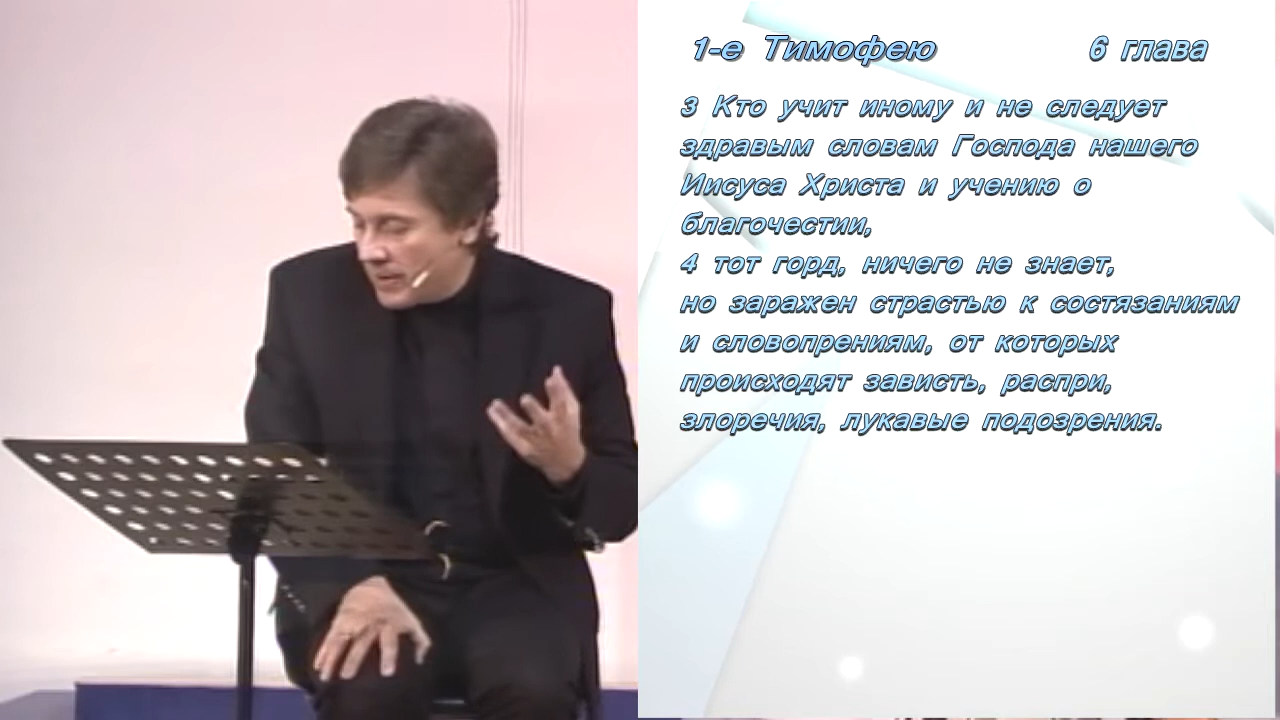 1-е Тимофею 6 глава
3 Кто учит иному и не следует
здравым словам Господа нашего
Иисуса Христа и учению о
благочестии,
4 тот горд, ничего не знает,
но заражен страстью к состязаниям
и словопрениям, от которых
происходят зависть, распри,
злоречия, лукавые подозрения.